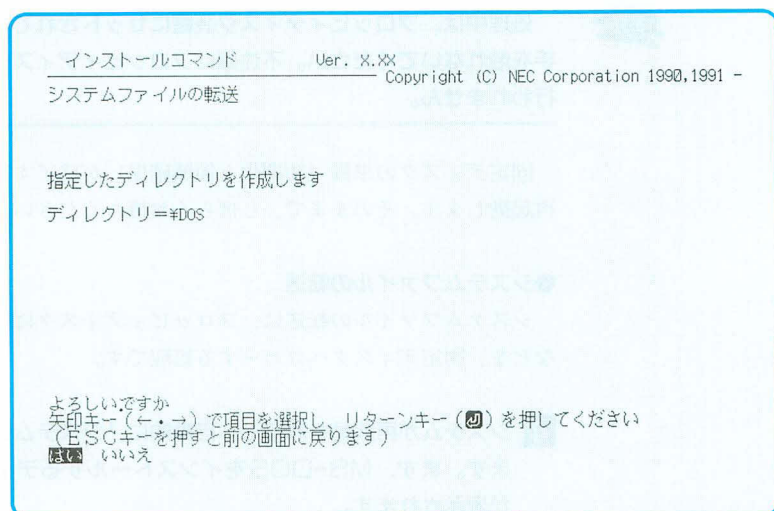 インストールコマンド Ver. X.XX
Copyright (C) NEC Corporation 1990,1991 -
システムファイルの転送
指定したディレクトリを作成します
ディレクトリ=¥DOS
よろしいですか
矢印キー(←・→)で項目を選択し、リターンキー(↲)を押してください
(ESCキーを押すと前の画面に戻ります)
はい いいえ